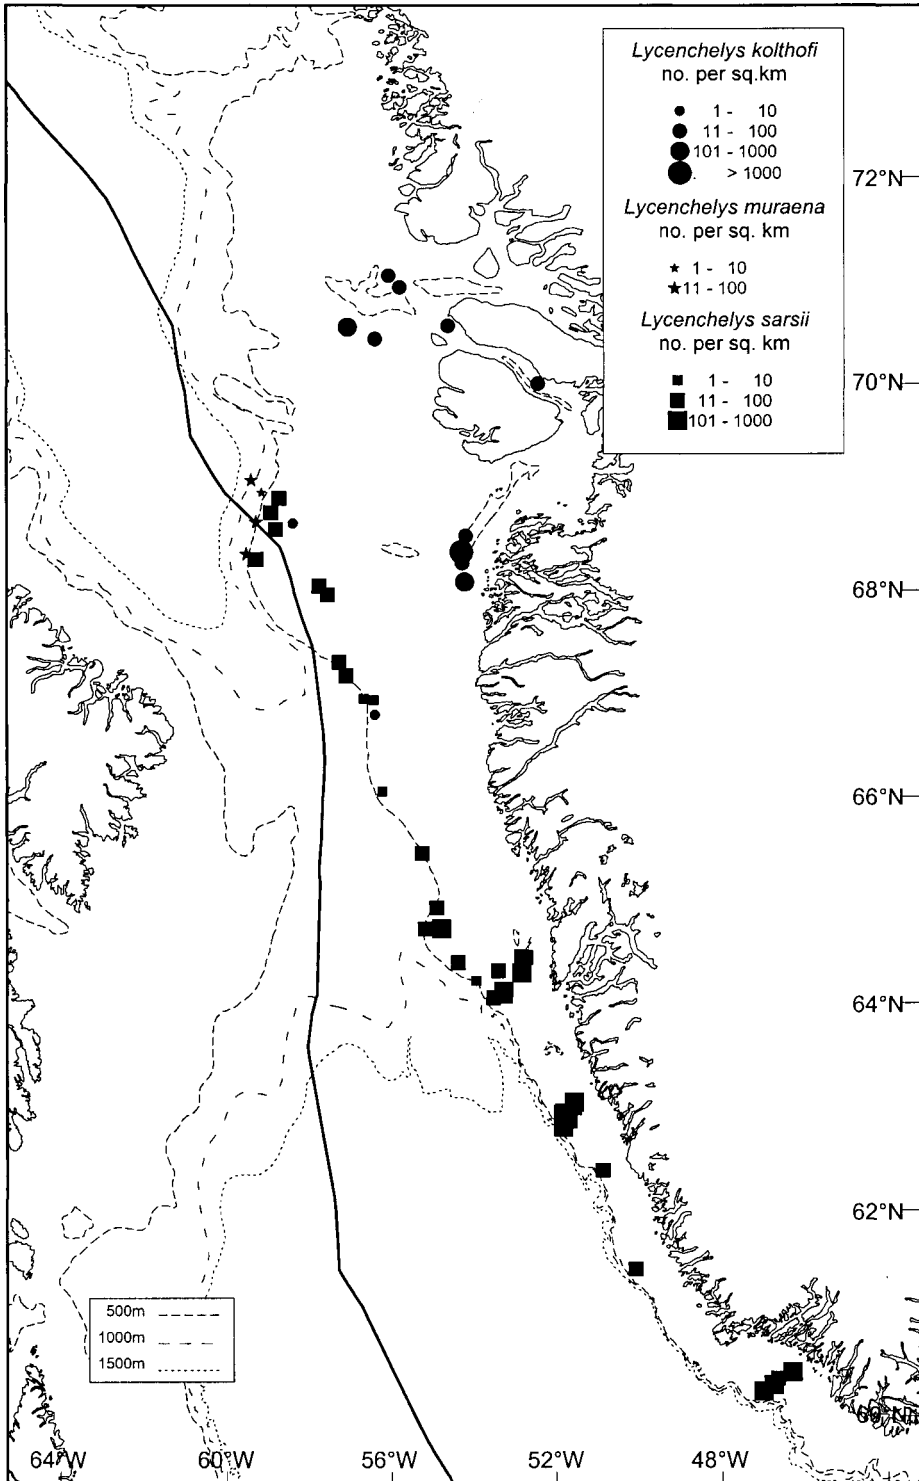 Lycenchelys kolthofi
no. per sq.km
1 - 10
11 - 100
101 - 1000
> 1000
Lycenchelys muraena
no. per sq. km
1 - 10
11 - 100
Lycenchelys sarsii
no. per sq. km
1 - 10
11 - 100
101 - 1000
72°N
70°N
68°N
66°N
64°N
62°N
500m
1000m
1500m
64°W
60°W
56°W
52°W
48°W